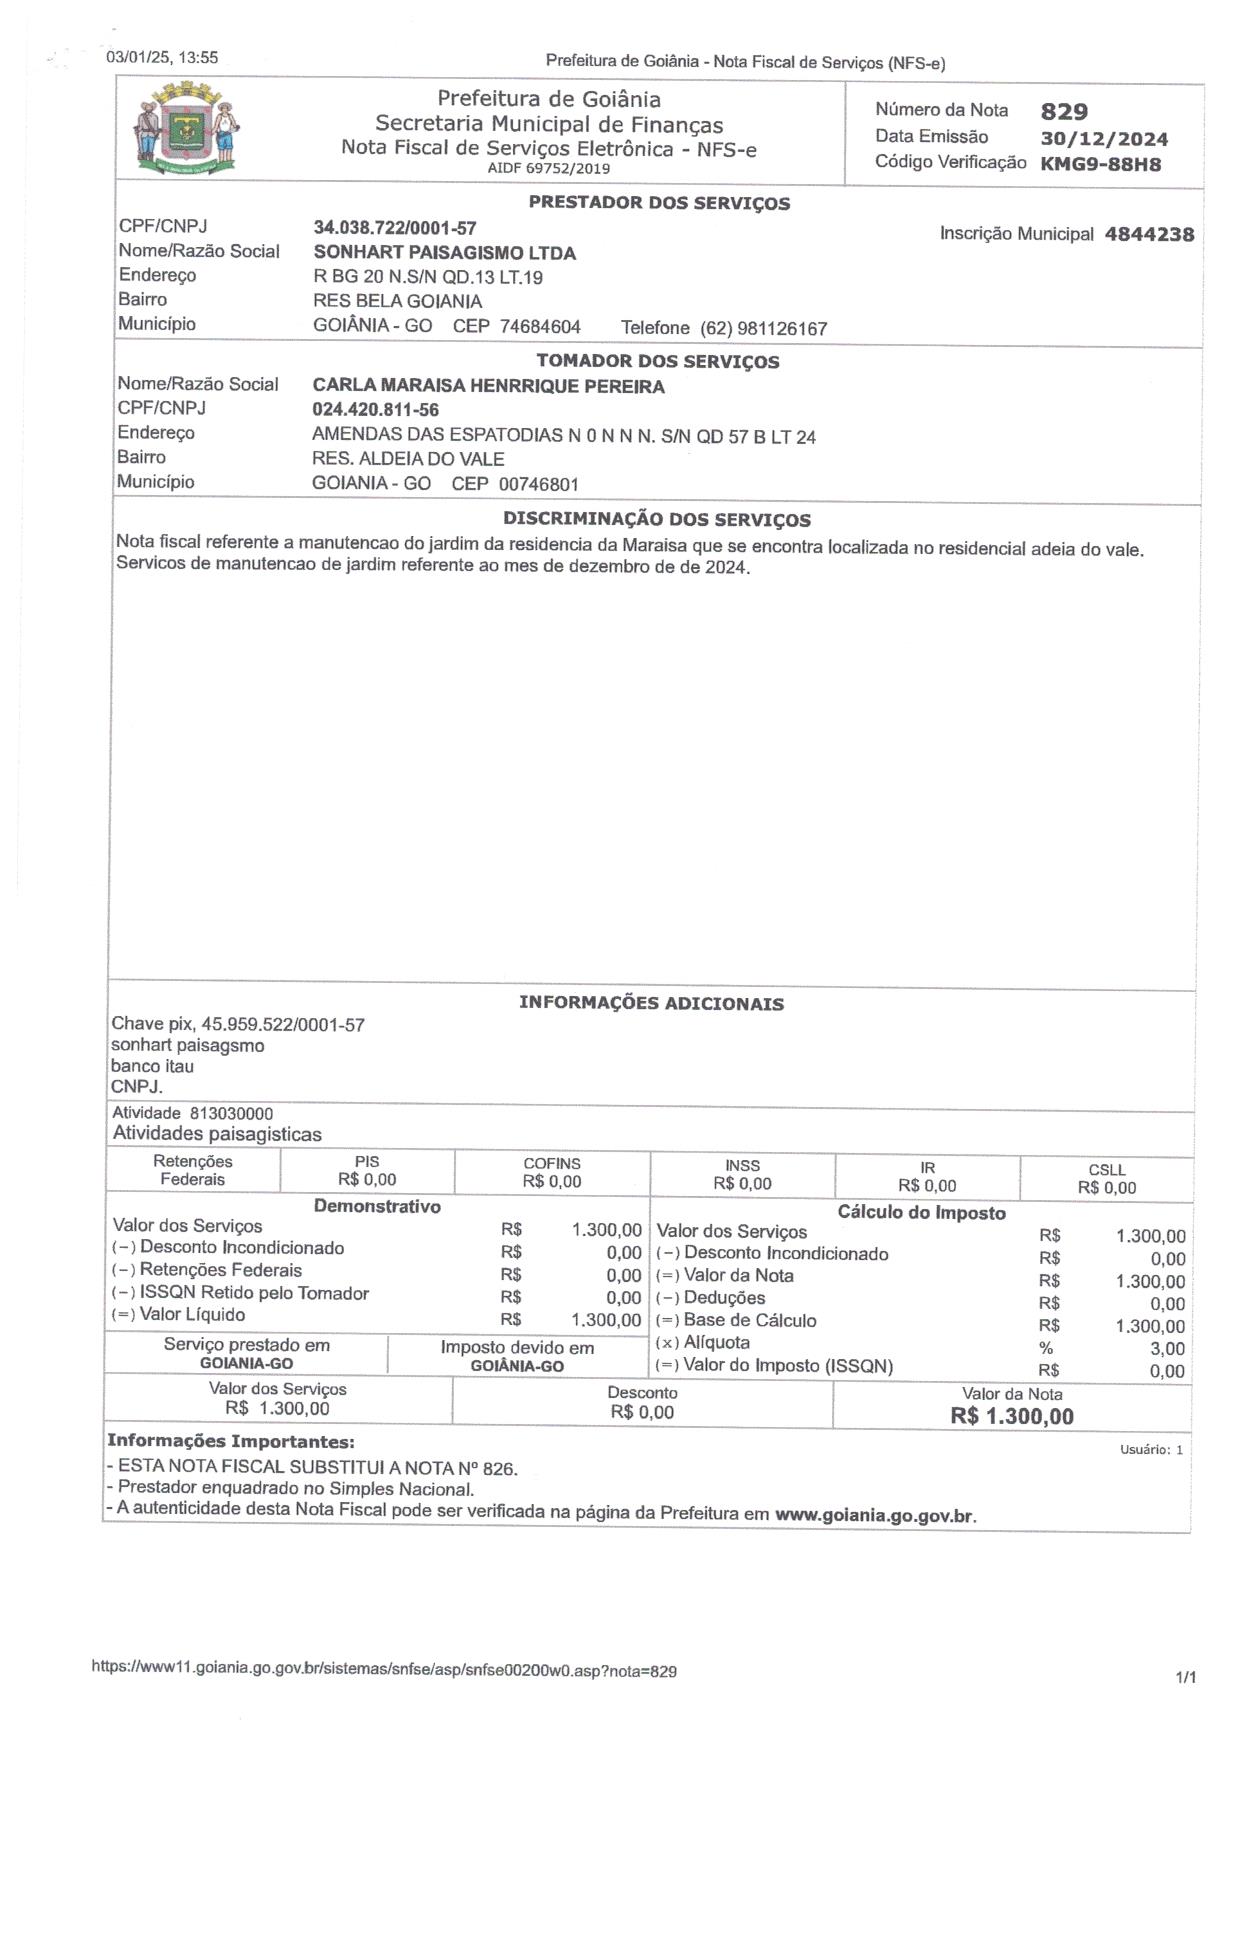 03/01/25, 13:55
Prefeitura de Goiânia - Nota Fiscal de Serviços (NFS-e)
Prefeitura de Goiânia
Secretaria Municipal de Finanças
Nota Fiscal de Serviços Eletrônica - NFS-e
AIDF 69752/2019
Número da Nota 829
Data Emissão 30/12/2024
Código Verificação KMG9-88H8
PRESTADOR DOS SERVIÇOS
CPF/CNPJ 34.038.722/0001-57
Inscrição Municipal 4844238
Nome/Razão Social SONHART PAISAGISMO LTDA
Endereço R BG 20 N.S/N QD.13 LT.19
Bairro RES BELA GOIANIA
Município GOIÂNIA - GO CEP 74684604 Telefone (62) 981126167
TOMADOR DOS SERVIÇOS
Nome/Razão Social CARLA MARAISA HENRRIQUE PEREIRA
CPF/CNPJ 024.420.811-56
Endereço AMENDAS DAS ESPATODIAS N 0 N N N. S/N QD 57 B LT 24
Bairro RES. ALDEIA DO VALE
Município GOIANIA - GO CEP 00746801
DISCRIMINAÇÃO DOS SERVIÇOS
Nota fiscal referente a manutencao do jardim da residencia da Maraisa que se encontra localizada no residencial adeia do vale.
Servicos de manutencao de jardim referente ao mes de dezembro de de 2024.
INFORMAÇÕES ADICIONAIS
Chave pix, 45.959.522/0001-57
sonhart paisagsmo
banco itau
CNPJ.
Atividade 813030000
Atividades paisagisticas
Retenções Federais PIS R$ 0,00 COFINS R$ 0,00 INSS R$ 0,00 IR R$ 0,00 CSLL R$ 0,00
Demonstrativo
Valor dos Serviços R$ 1.300,00
(-) Desconto Incondicionado R$ 0,00
(-) Retenções Federais R$ 0,00
(-) ISSQN Retido pelo Tomador R$ 0,00
(=) Valor Líquido R$ 1.300,00
Serviço prestado em
GOIANIA-GO
Imposto devido em
GOIÂNIA-GO
Cálculo do Imposto
Valor dos Serviços R$ 1.300,00
(-) Desconto Incondicionado R$ 0,00
(=) Valor da Nota R$ 1.300,00
(-) Deduções R$ 0,00
(=) Base de Cálculo R$ 1.300,00
(x) Alíquota % 3,00
(=) Valor do Imposto (ISSQN) R$ 0,00
Valor dos Serviços
R$ 1.300,00
Desconto
R$ 0,00
Valor da Nota
R$ 1.300,00
Informações Importantes:
Usuário: 1
- ESTA NOTA FISCAL SUBSTITUI A NOTA Nº 826.
- Prestador enquadrado no Simples Nacional.
- A autenticidade desta Nota Fiscal pode ser verificada na página da Prefeitura em www.goiania.go.gov.br.
https://www11.goiania.go.gov.br/sistemas/snfse/asp/snfse00200w0.asp?nota=829
1/1